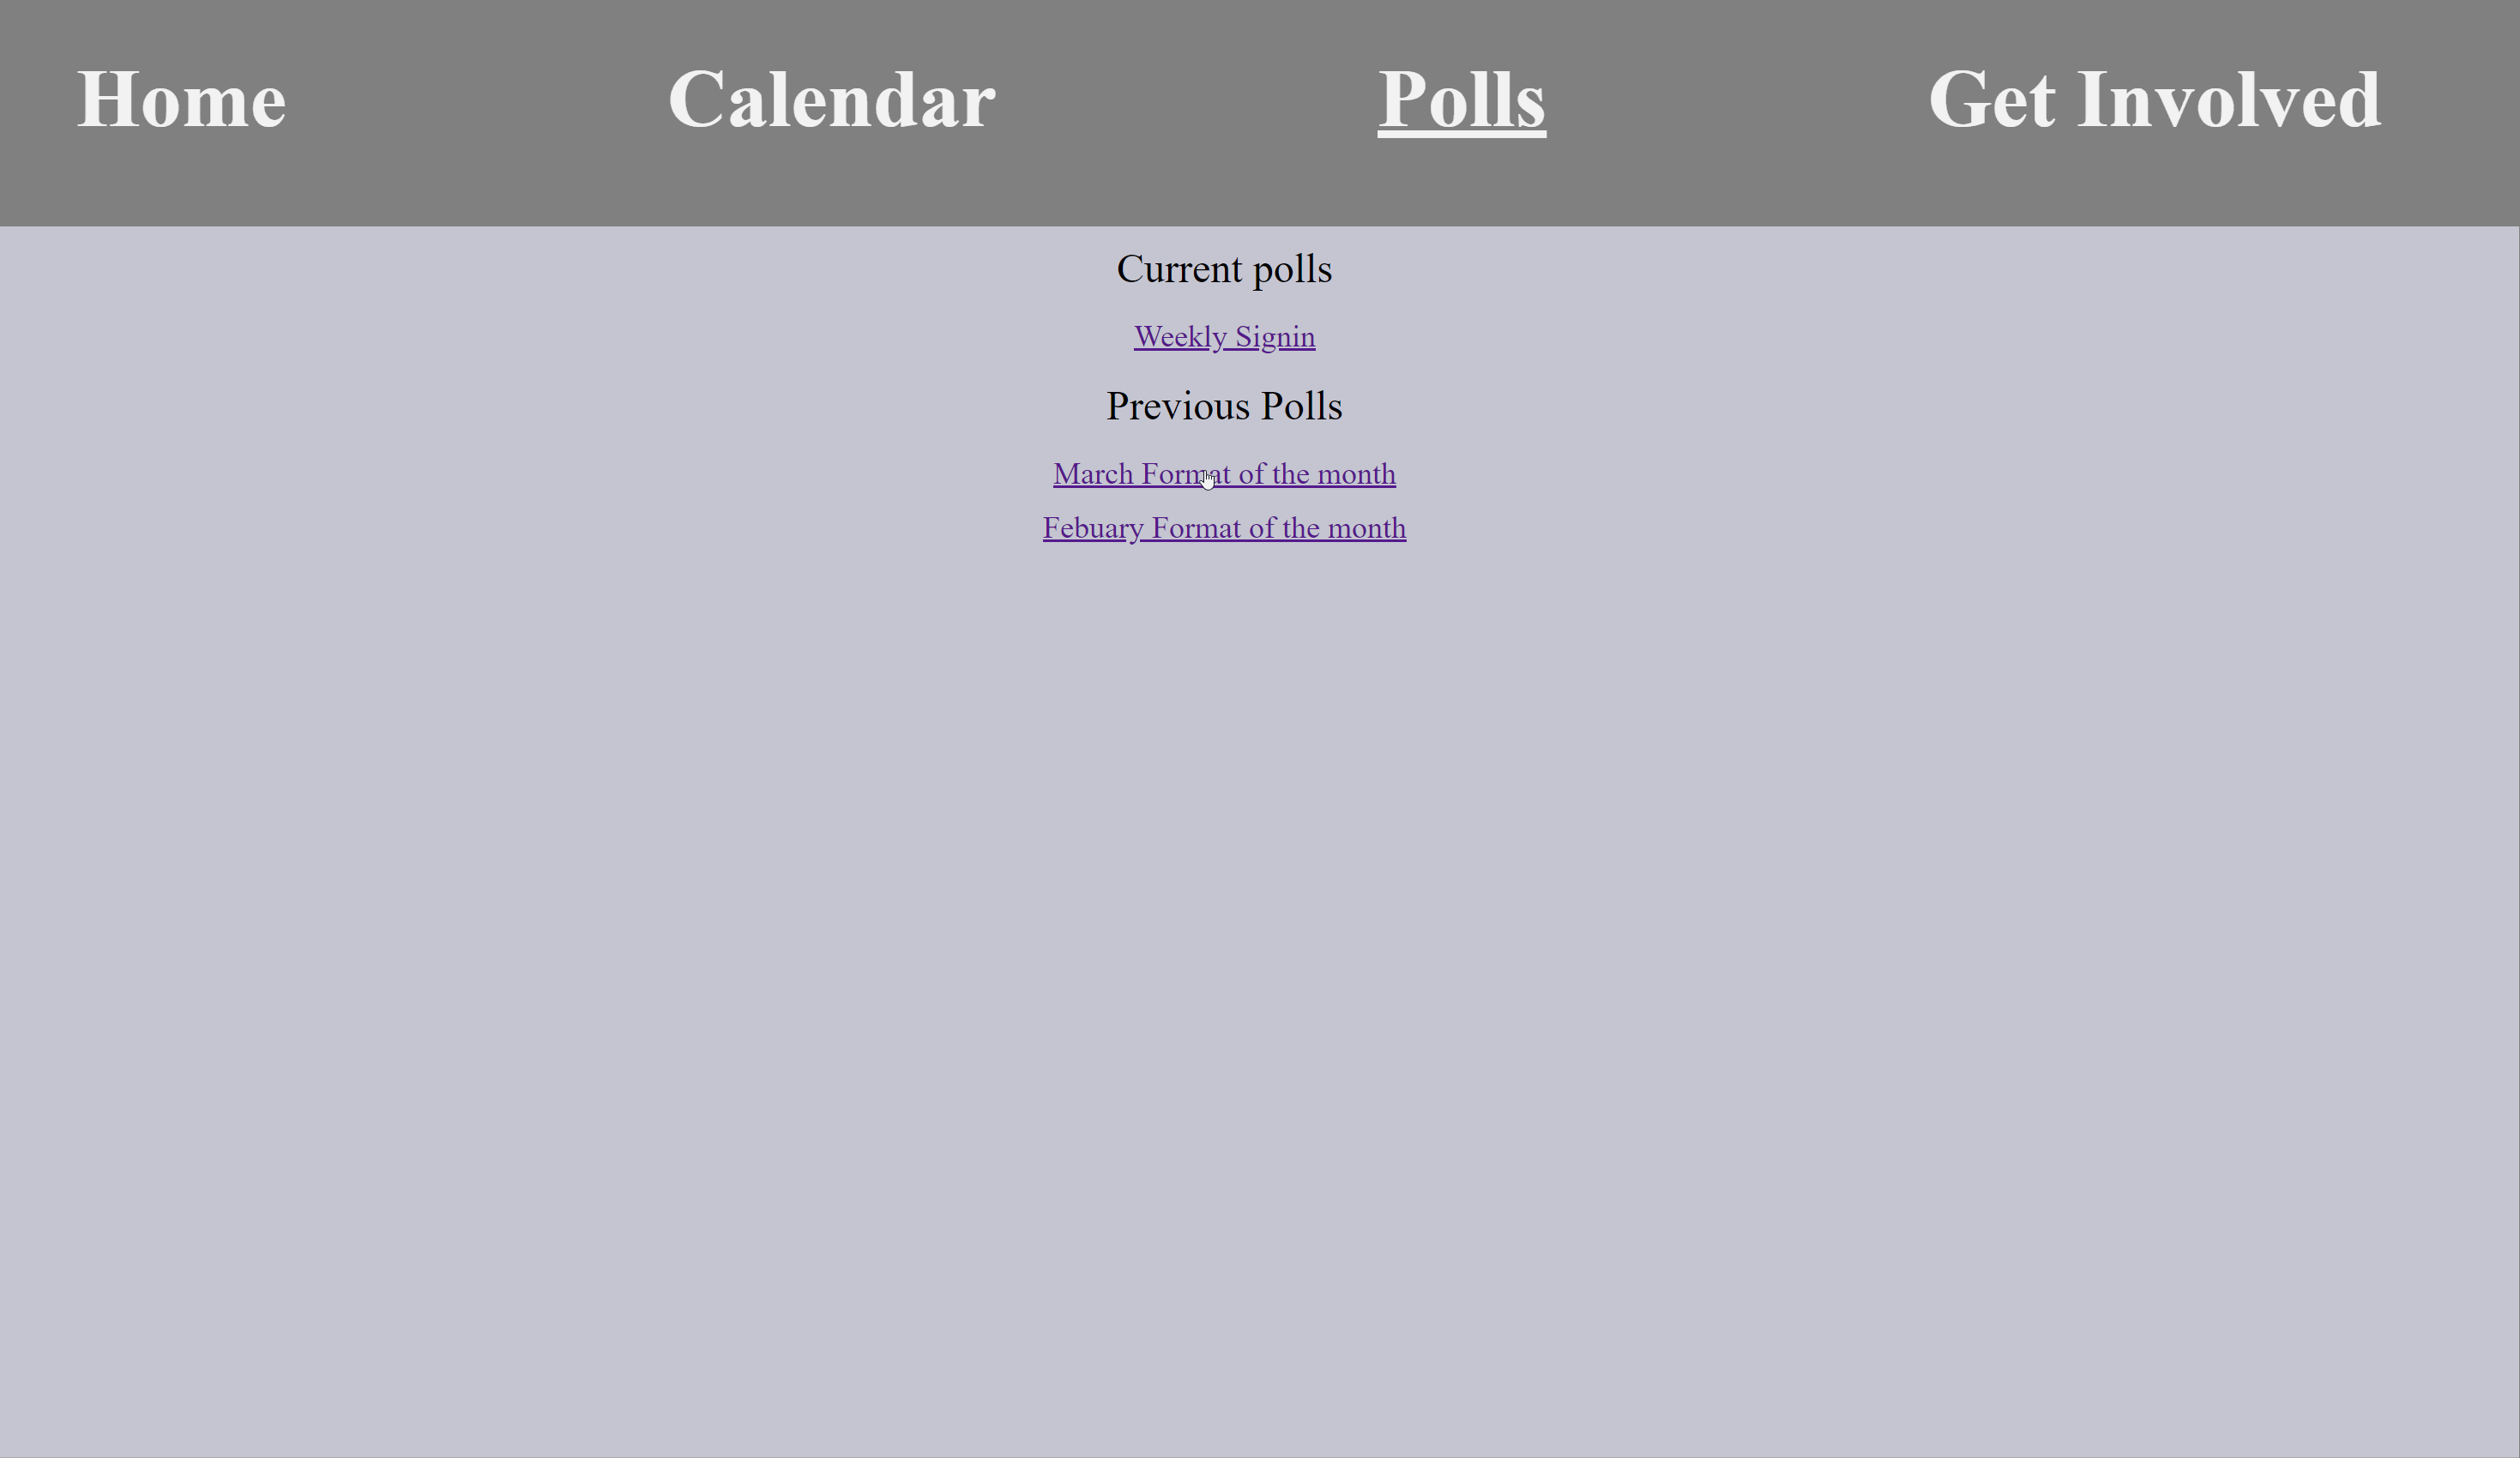 Home Calendar Polls Get Involved
Current polls
Weekly Signin
Previous Polls
March Format of the month
Febuary Format of the month